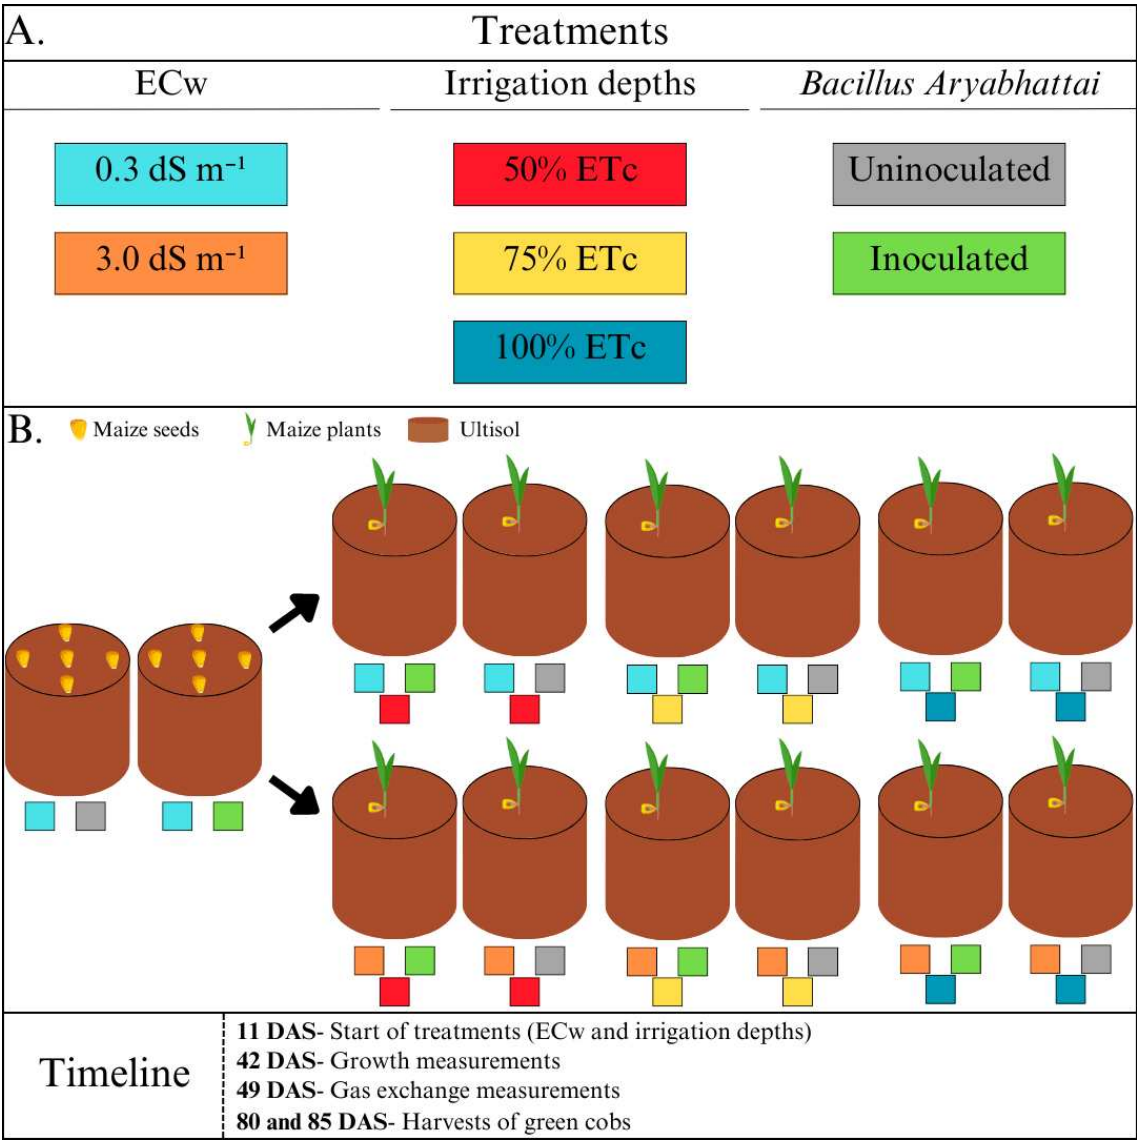 A.
Treatments
ECw
Irrigation depths
Bacillus Aryabhattai
0.3 dS m⁻¹
50% ETc
Uninoculated
3.0 dS m⁻¹
75% ETc
Inoculated
100% ETc
B.
Maize seeds
Maize plants
Ultisol
Timeline
11 DAS- Start of treatments (ECw and irrigation depths)
42 DAS- Growth measurements
49 DAS- Gas exchange measurements
80 and 85 DAS- Harvests of green cobs